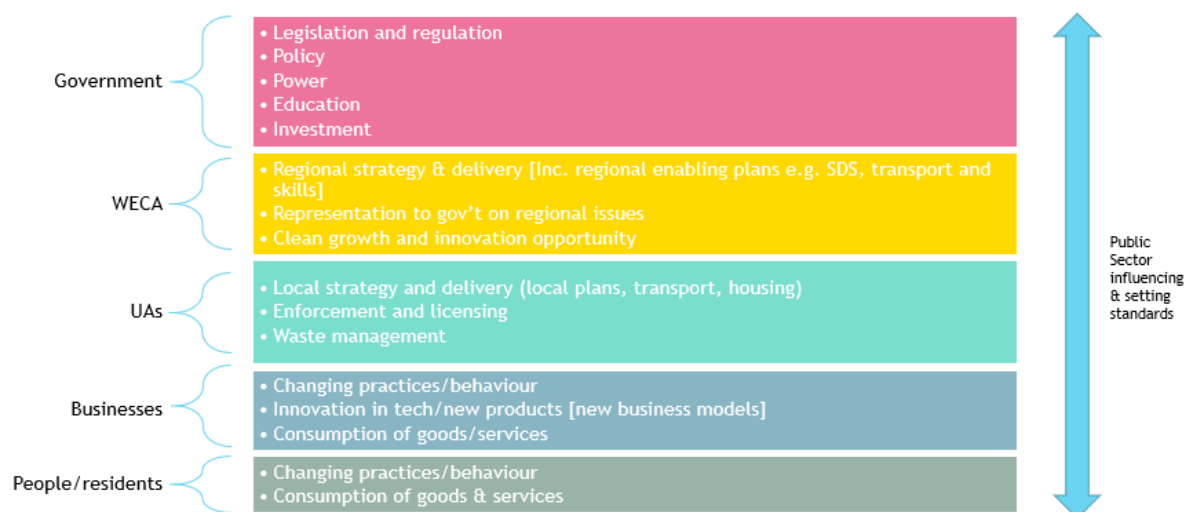 Government
• Legislation and regulation
• Policy
• Power
• Education
• Investment
WECA
• Regional strategy & delivery [Inc. regional enabling plans e.g. SDS, transport and
skills]
• Representation to gov't on regional issues
• Clean growth and innovation opportunity
UAs
• Local strategy and delivery (local plans, transport, housing)
• Enforcement and licensing
• Waste management
Businesses
• Changing practices/behaviour
• Innovation in tech/new products [new business models]
• Consumption of goods/services
People/residents
• Changing practices/behaviour
• Consumption of goods & services
Public
Sector
influencing
& setting
standards